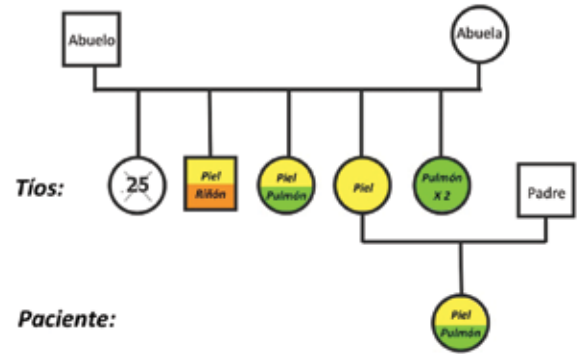 Abuelo
Abuela
Tíos:
25
Piel
Riñón
Piel
Pulmón
Piel
Pulmón
X 2
Padre
Paciente:
Piel
Pulmón